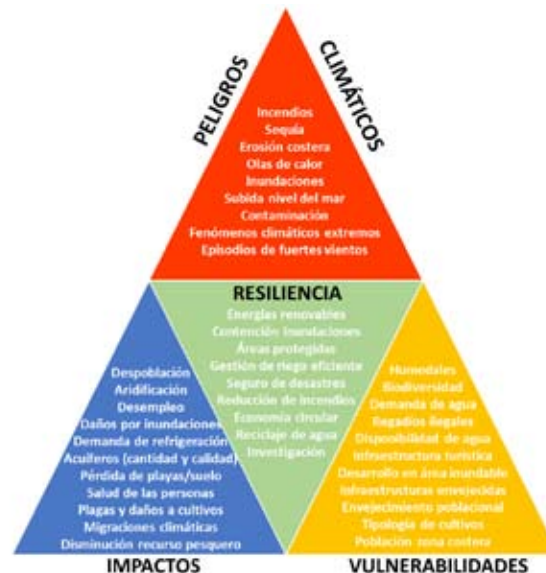 PELIGROS
CLIMÁTICOS
Incendios
Sequía
Erosión costera
Olas de calor
Inundaciones
Subida nivel del mar
Contaminación
Fenómenos climáticos extremos
Episodios de fuertes vientos
RESILIENCIA
Energías renovables
Contención inundaciones
Áreas protegidas
Gestión de riego eficiente
Seguro de desastres
Reducción de incendios
Economía circular
Reciclaje de agua
Investigación
Despoblación
Aridificación
Desempleo
Daños por inundaciones
Demanda de refrigeración
Acuíferos (cantidad y calidad)
Pérdida de playas/suelo
Salud de las personas
Plagas y daños a cultivos
Migraciones climáticas
Disminución recurso pesquero
IMPACTOS
Humedales
Biodiversidad
Demanda de agua
Regadíos ilegales
Disponibilidad de agua
Infraestructura turística
Desarrollo en área inundable
Infraestructuras envejecidas
Envejecimiento poblacional
Tipología de cultivos
Población zona costera
VULNERABILIDADES